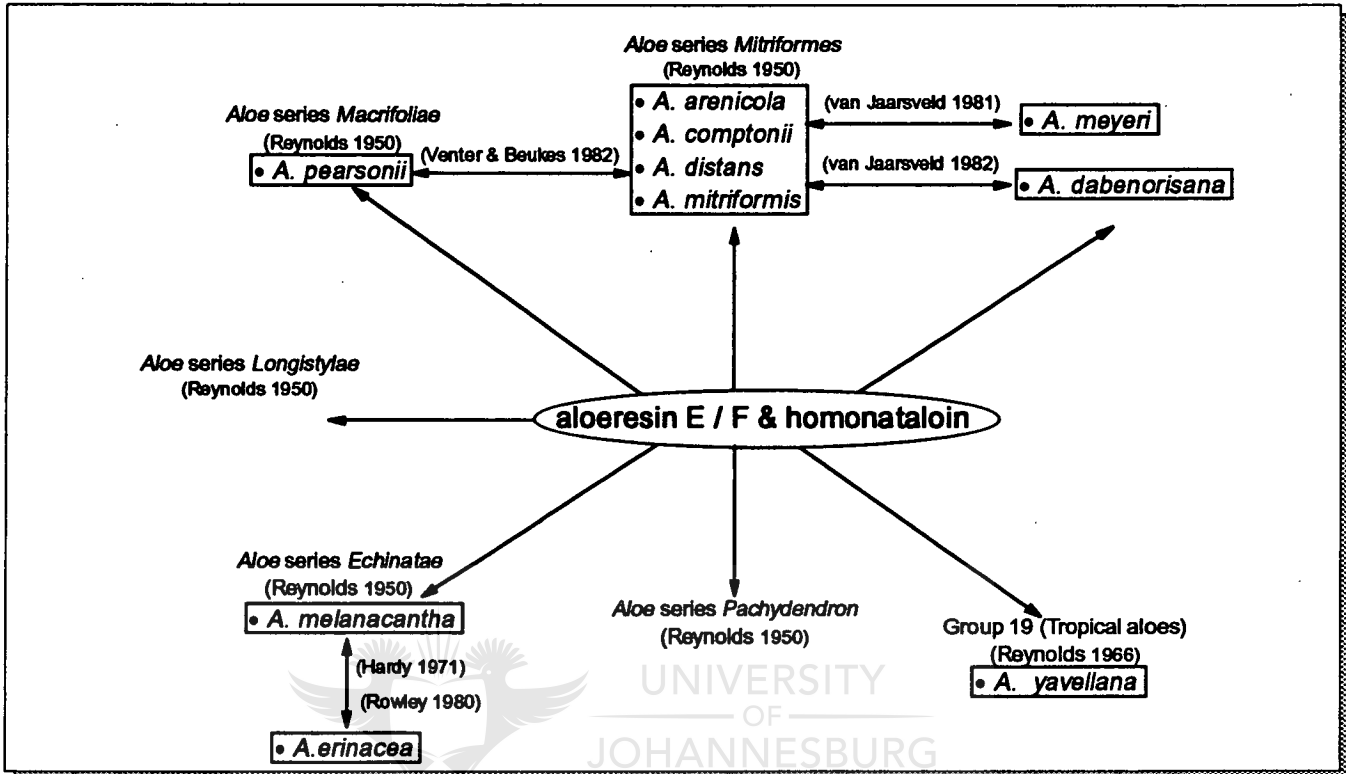 Aloe series Mitriformes
(Reynolds 1950)
• A. arenicola
• A. comptonii
• A. distans
• A. mitriformis
(van Jaarsveld 1981)
• A. meyeri
(van Jaarsveld 1982)
• A. dabenorisana
Aloe series Macrifoliae
(Reynolds 1950)
• A. pearsonii
(Venter & Beukes 1982)
Aloe series Longistylae
(Reynolds 1950)
aloeresin E / F & homonataloin
Aloe series Echinatae
(Reynolds 1950)
• A. melanacantha
(Hardy 1971)
(Rowley 1980)
• A.erinacea
Aloe series Pachydendron
(Reynolds 1950)
Group 19 (Tropical aloes)
(Reynolds 1966)
• A. yavellana
UNIVERSITY
OF
JOHANNESBURG